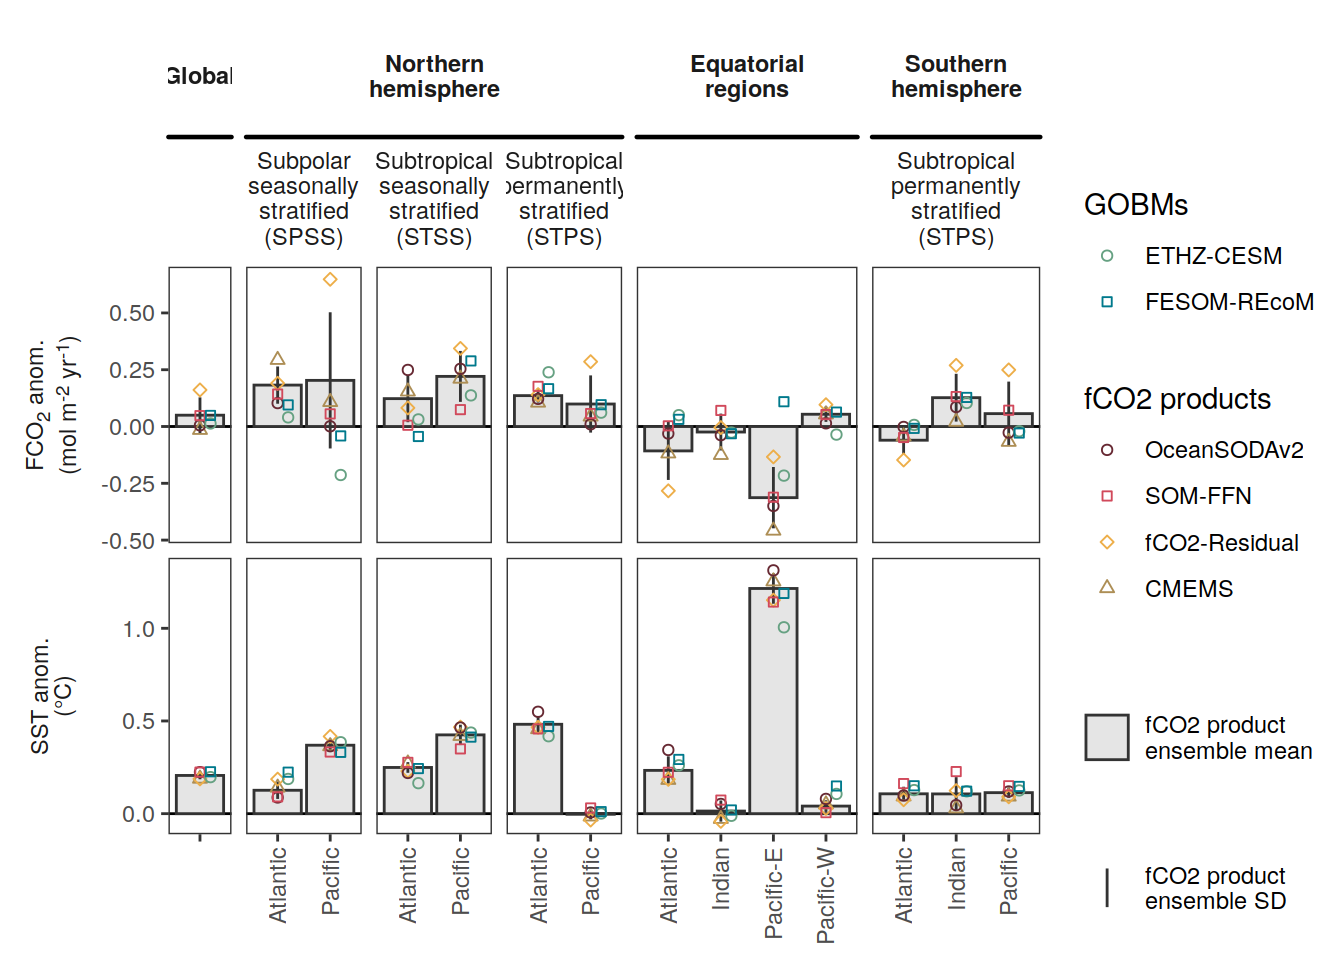 Global
Northern
hemisphere
Equatorial
regions
Southern
hemisphere
Subpolar
seasonally
stratified
(SPSS)
Subtropical
seasonally
stratified
(STSS)
Subtropical
permanently
stratified
(STPS)
Subtropical
permanently
stratified
(STPS)
FCO2 anom.
(mol m-2 yr-1)
0.50
0.25
0.00
-0.25
-0.50
SST anom.
(°C)
1.0
0.5
0.0
Atlantic
Pacific
Atlantic
Pacific
Atlantic
Pacific
Atlantic
Indian
Pacific-E
Pacific-W
Atlantic
Indian
Pacific
GOBMs
ETHZ-CESM
FESOM-REcoM
fCO2 products
OceanSODAv2
SOM-FFN
fCO2-Residual
CMEMS
fCO2 product
ensemble mean
fCO2 product
ensemble SD